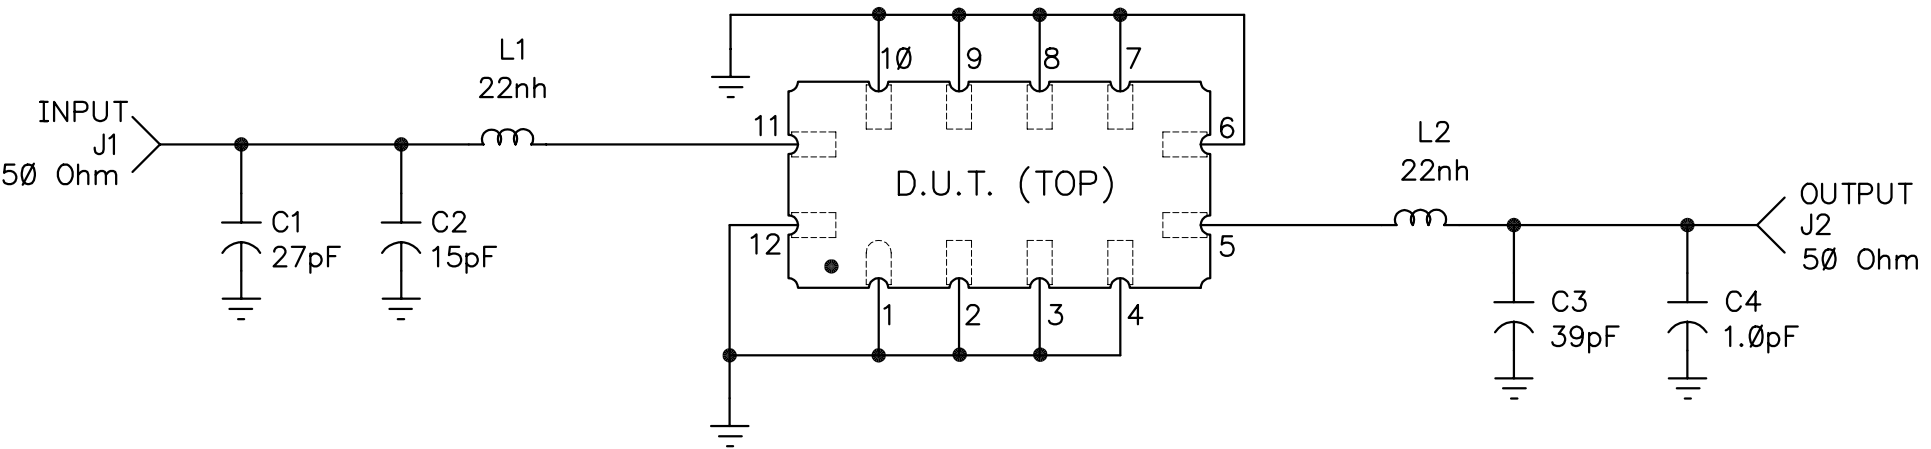 INPUT
J1
5Ø Ohm
L1
22nh
C1
27pF
C2
15pF
1Ø
9
8
7
11
6
D.U.T. (TOP)
12
5
1
2
3
4
L2
22nh
OUTPUT
J2
5Ø Ohm
C3
39pF
C4
1.ØpF